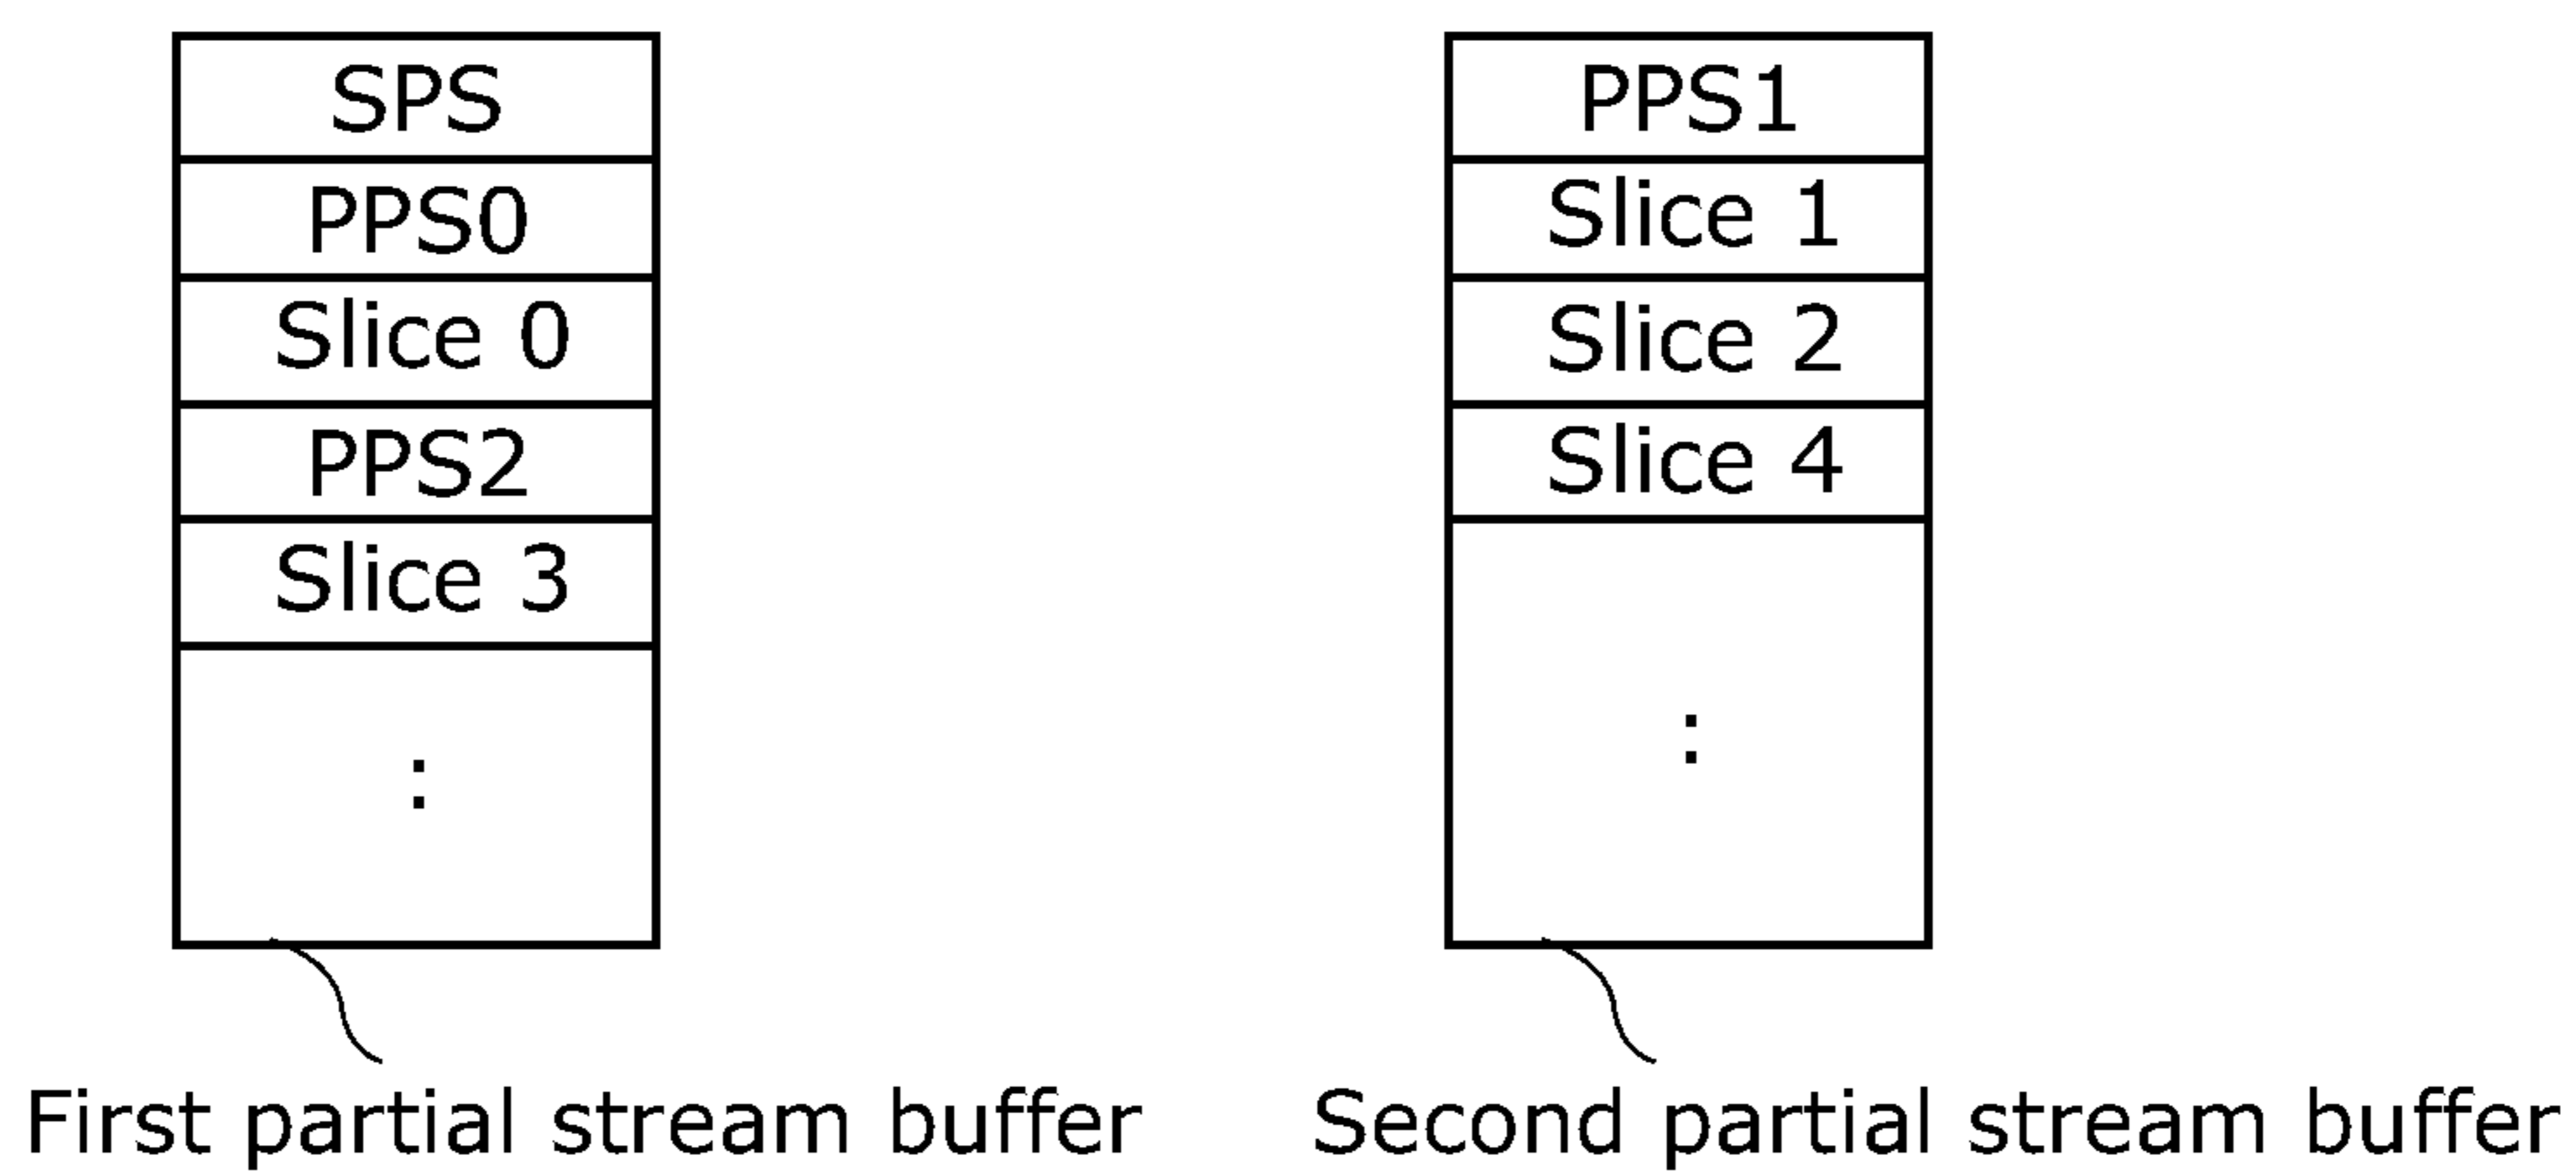 SPS
PPS0
Slice 0
PPS2
Slice 3
:
First partial stream buffer
PPS1
Slice 1
Slice 2
Slice 4
:
Second partial stream buffer